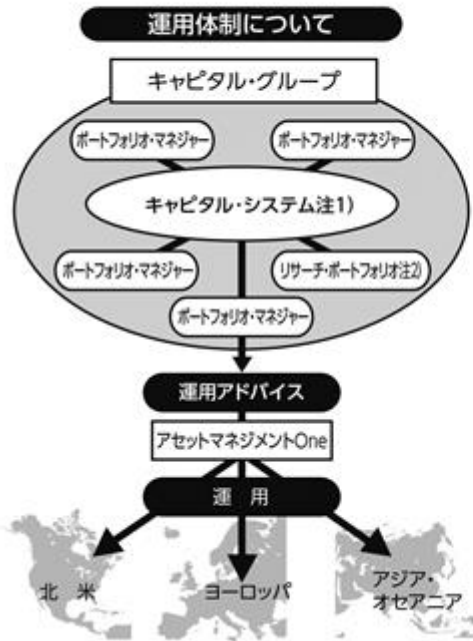 運用体制について
キャピタル・グループ
ポートフォリオ・マネジャー
ポートフォリオ・マネジャー
キャピタル・システム注1)
ポートフォリオ・マネジャー
リサーチ・ポートフォリオ注2)
ポートフォリオ・マネジャー
運用アドバイス
アセットマネジメントOne
運　用
北　米
ヨーロッパ
アジア・
オセアニア